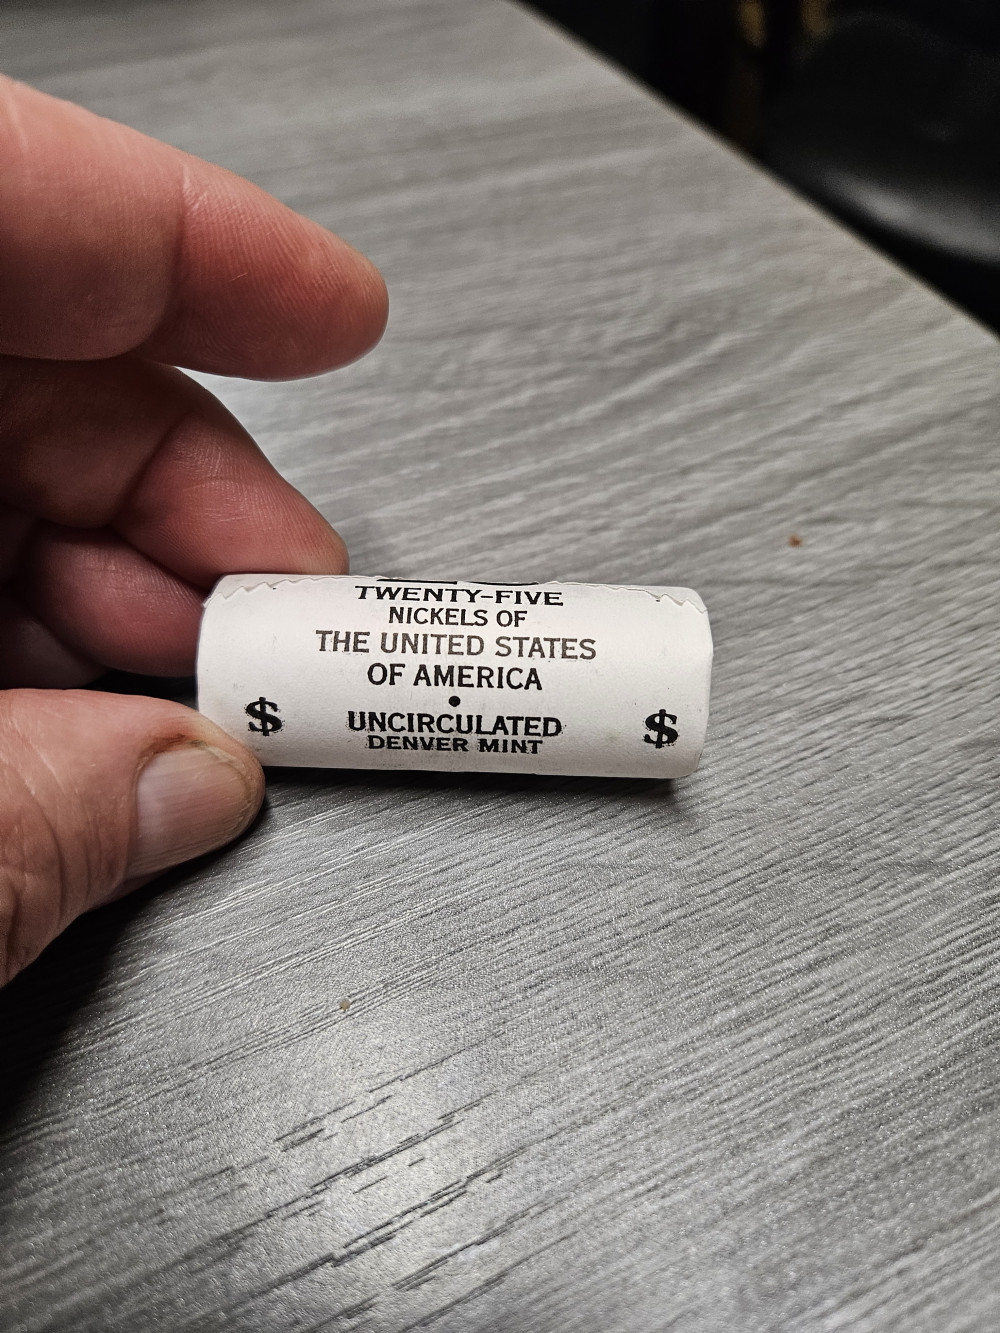 TWENTY-FIVE
NICKELS OF
THE UNITED STATES
OF AMERICA
•
$ UNCIRCULATED $
DENVER MINT